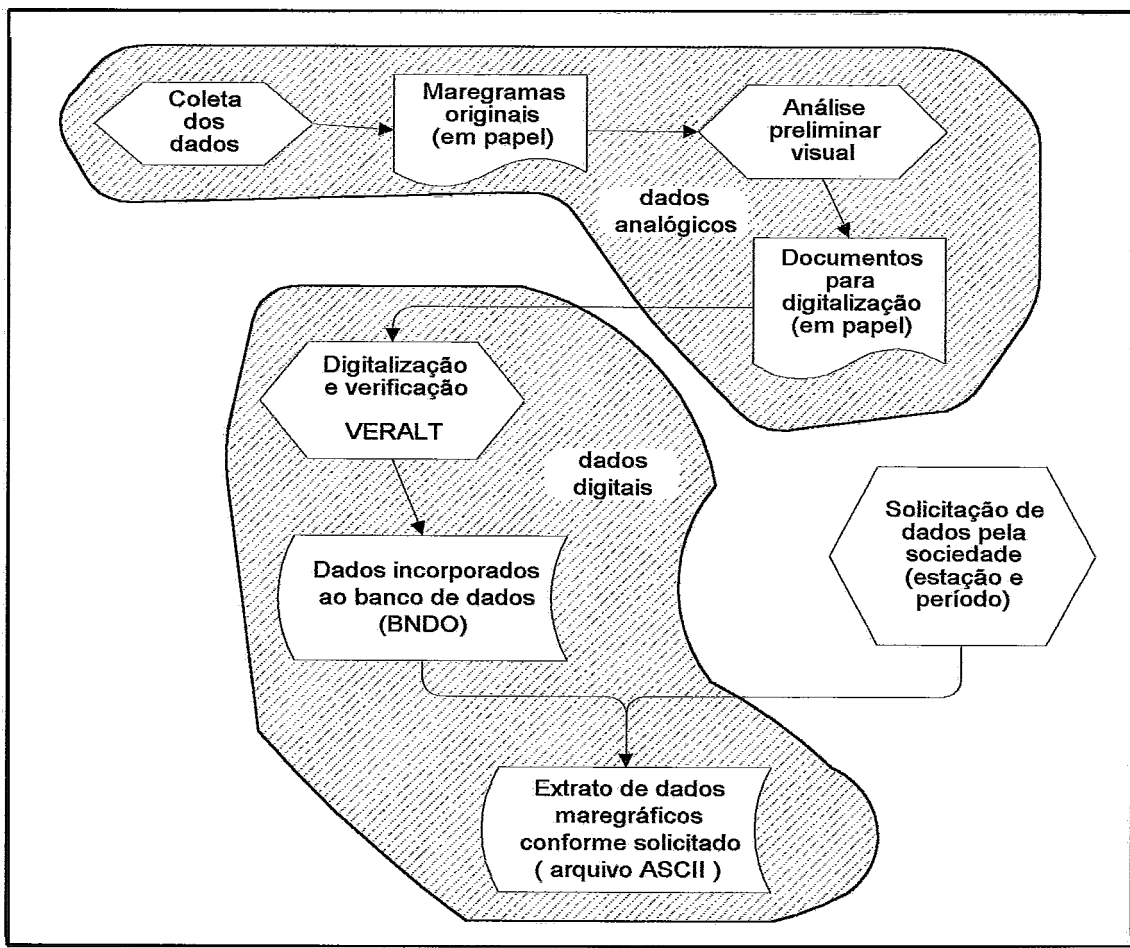 Coleta
dos
dados
Maregramas
originais
(em papel)
Análise
preliminar
visual
dados
analógicos
Documentos
para
digitalização
(em papel)
Digitalização
e verificação
VERALT
dados
digitais
Solicitação de
dados pela
sociedade
(estação e
período)
Dados incorporados
ao banco de dados
(BNDO)
Extrato de dados
maregráficos
conforme solicitado
( arquivo ASCII )